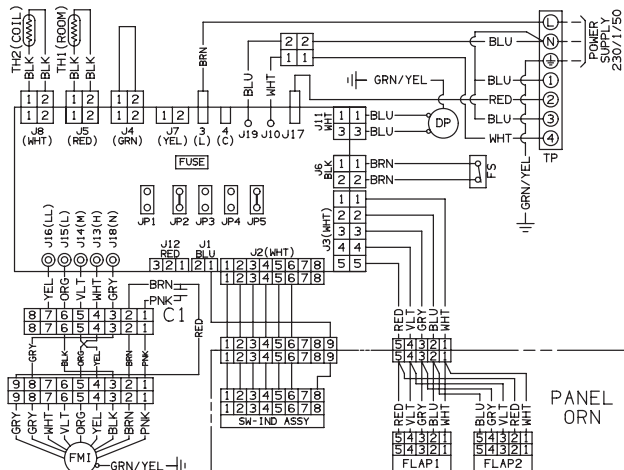 TH2(COIL)
BLK
BLK
TH1(ROOM)
BLK
BLK
BRN
BLU
WHT
2 2
1 1
BLU
L
N
1
2
3
4
TP
POWER
SUPPLY
230/1/50
BLU
RED
BLU
WHT
GRN/YEL
GRN/YEL
DP
1 2
1 2
J8
(WHT)
1 2
1 2
J5
(RED)
1 2
1 2
J4
(GRN)
1 2
J7
(YEL)
3
(L)
4
(C)
J19
J10
J17
J11
WHT
1 1
3 3
BLU
BLU
FUSE
J6
BLK
1 1
2 2
BRN
BRN
FS
JP1
JP2
JP3
JP4
JP5
J3(WHT)
1 1
2 2
3 3
4 4
5 5
J16(LL)
J15(L)
J14(M)
J13(H)
J18(N)
J12
RED
3 2 1
J1
BLU
2 1
J2(WHT)
1 2 3 4 5 6 7 8
1 2 3 4 5 6 7 8
YEL
ORG
VLT
WHT
GRY
BRN
PNK
C1
8 7 6 5 4 3 2 1
8 7 6 5 4 3 2 1
GRY
BLK
ORG
YEL
BRN
PNK
RED
1 2 3 4 5 6 7 8 9
1 2 3 4 5 6 7 8 9
RED
VLT
GRY
BLU
WHT
5 4 3 2 1
5 4 3 2 1
9 8 7 6 5 4 3 2 1
9 8 7 6 5 4 3 2 1
GRY
GRY
WHT
VLT
ORG
YEL
BLK
BRN
PNK
FMI
GRN/YEL
1 2 3 4 5 6 7 8
1 2 3 4 5 6 7 8
SW-IND ASSY
RED
VLT
GRY
BLU
WHT
5 4 3 2 1
5 4 3 2 1
FLAP1
BLU
GRY
VLT
RED
WHT
5 4 3 2 1
5 4 3 2 1
FLAP2
PANEL
ORN